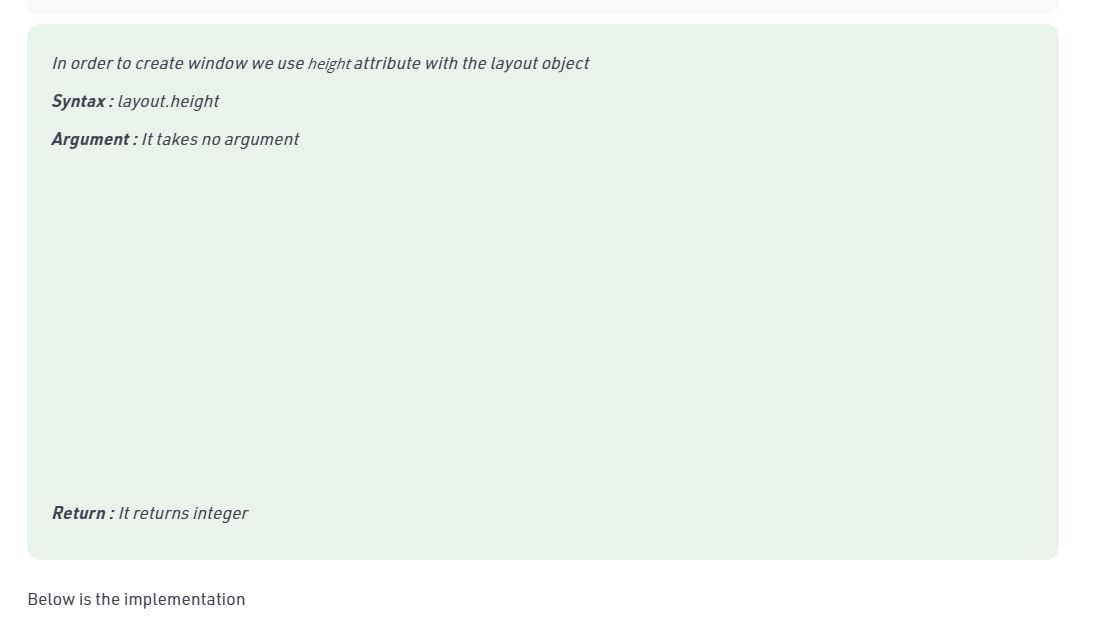 In order to create window we use height attribute with the layout object
Syntax : layout.height
Argument : It takes no argument
Return : It returns integer
Below is the implementation